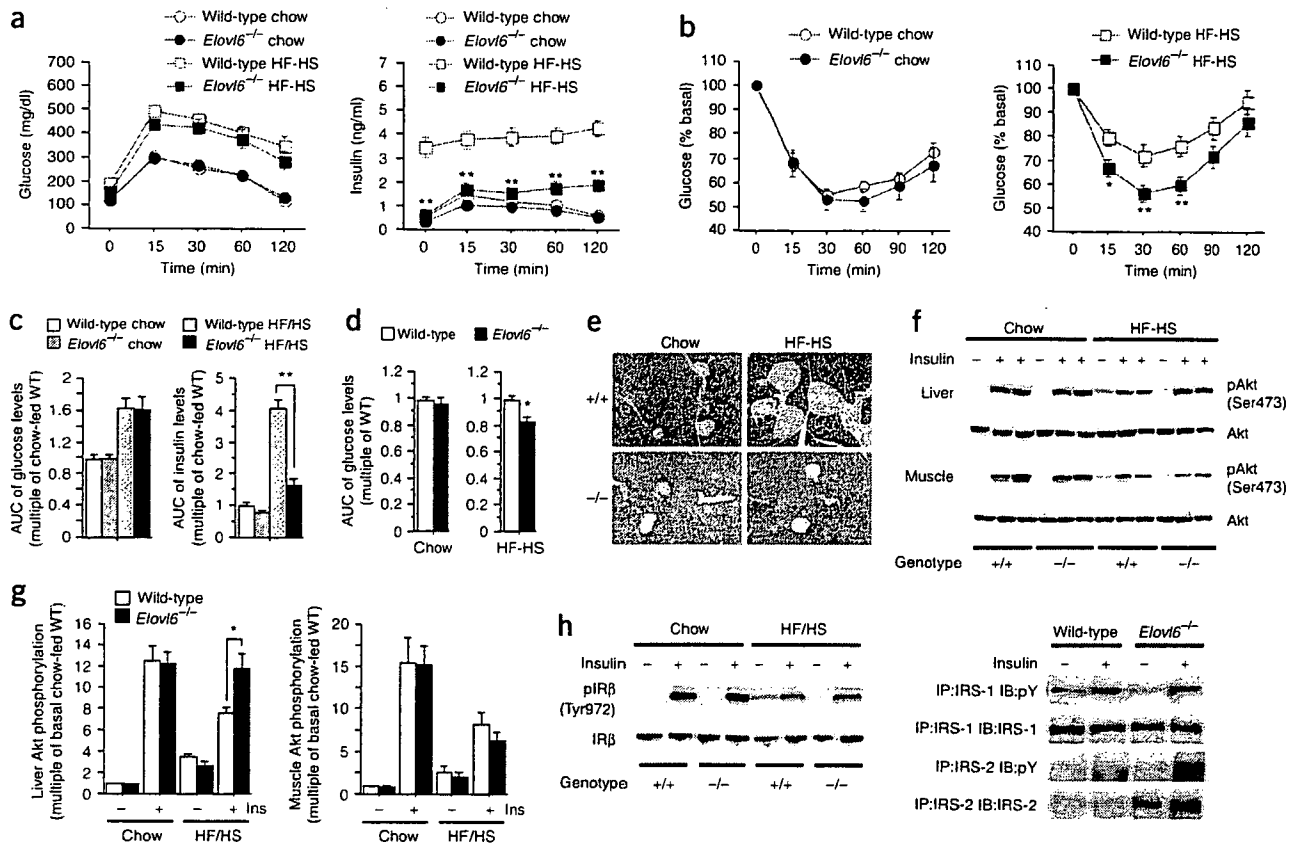 a
Wild-type chow
Elovl6−/− chow
Wild-type HF-HS
Elovl6−/− HF-HS
Glucose (mg/dl)
700
600
500
400
300
200
100
0
0 15 30 60 120
Time (min)
Wild-type chow
Elovl6−/− chow
Wild-type HF-HS
Elovl6−/− HF-HS
Insulin (ng/ml)
7
6
5
4
3
2
1
0
** ** ** ** **
0 15 30 60 120
Time (min)
b
Wild-type chow
Elovl6−/− chow
Glucose (% basal)
110
100
90
80
70
60
50
40
0 15 30 60 90 120
Time (min)
Wild-type HF-HS
Elovl6−/− HF-HS
Glucose (% basal)
110
100
90
80
70
60
50
40
* ** **
0 15 30 60 90 120
Time (min)
c
Wild-type chow
Elovl6−/− chow
Wild-type HF/HS
Elovl6−/− HF/HS
AUC of glucose levels
(multiple of chow-fed WT)
2
1.6
1.2
0.8
0.4
0
AUC of insulin levels
(multiple of chow-fed WT)
5
4
3
2
1
0
**
d
Wild-type
Elovl6−/−
AUC of glucose levels
(multiple of WT)
1.2
1
0.8
0.6
0.4
0.2
0
Chow
1.2
1
0.8
0.6
0.4
0.2
0
*
HF-HS
e
Chow HF-HS
+/+
−/−
f
Chow HF-HS
Insulin − + + − + + − + + − + +
Liver
pAkt
(Ser473)
Akt
Muscle
pAkt
(Ser473)
Akt
Genotype +/+ −/− +/+ −/−
g
Wild-type
Elovl6−/−
Liver Akt phosphorylation
(multiple of basal chow-fed WT)
16
14
12
10
8
6
4
2
0
*
− + − + Ins
Chow HF/HS
Muscle Akt phosphorylation
(multiple of basal chow-fed WT)
20
15
10
5
0
− + − + Ins
Chow HF/HS
h
Chow HF/HS
Insulin − + − + − + − +
pIRβ
(Tyr972)
IRβ
Genotype +/+ −/− +/+ −/−
Wild-type Elovl6−/−
Insulin − + − +
IP:IRS-1 IB:pY
IP:IRS-1 IB:IRS-1
IP:IRS-2 IB:pY
IP:IRS-2 IB:IRS-2